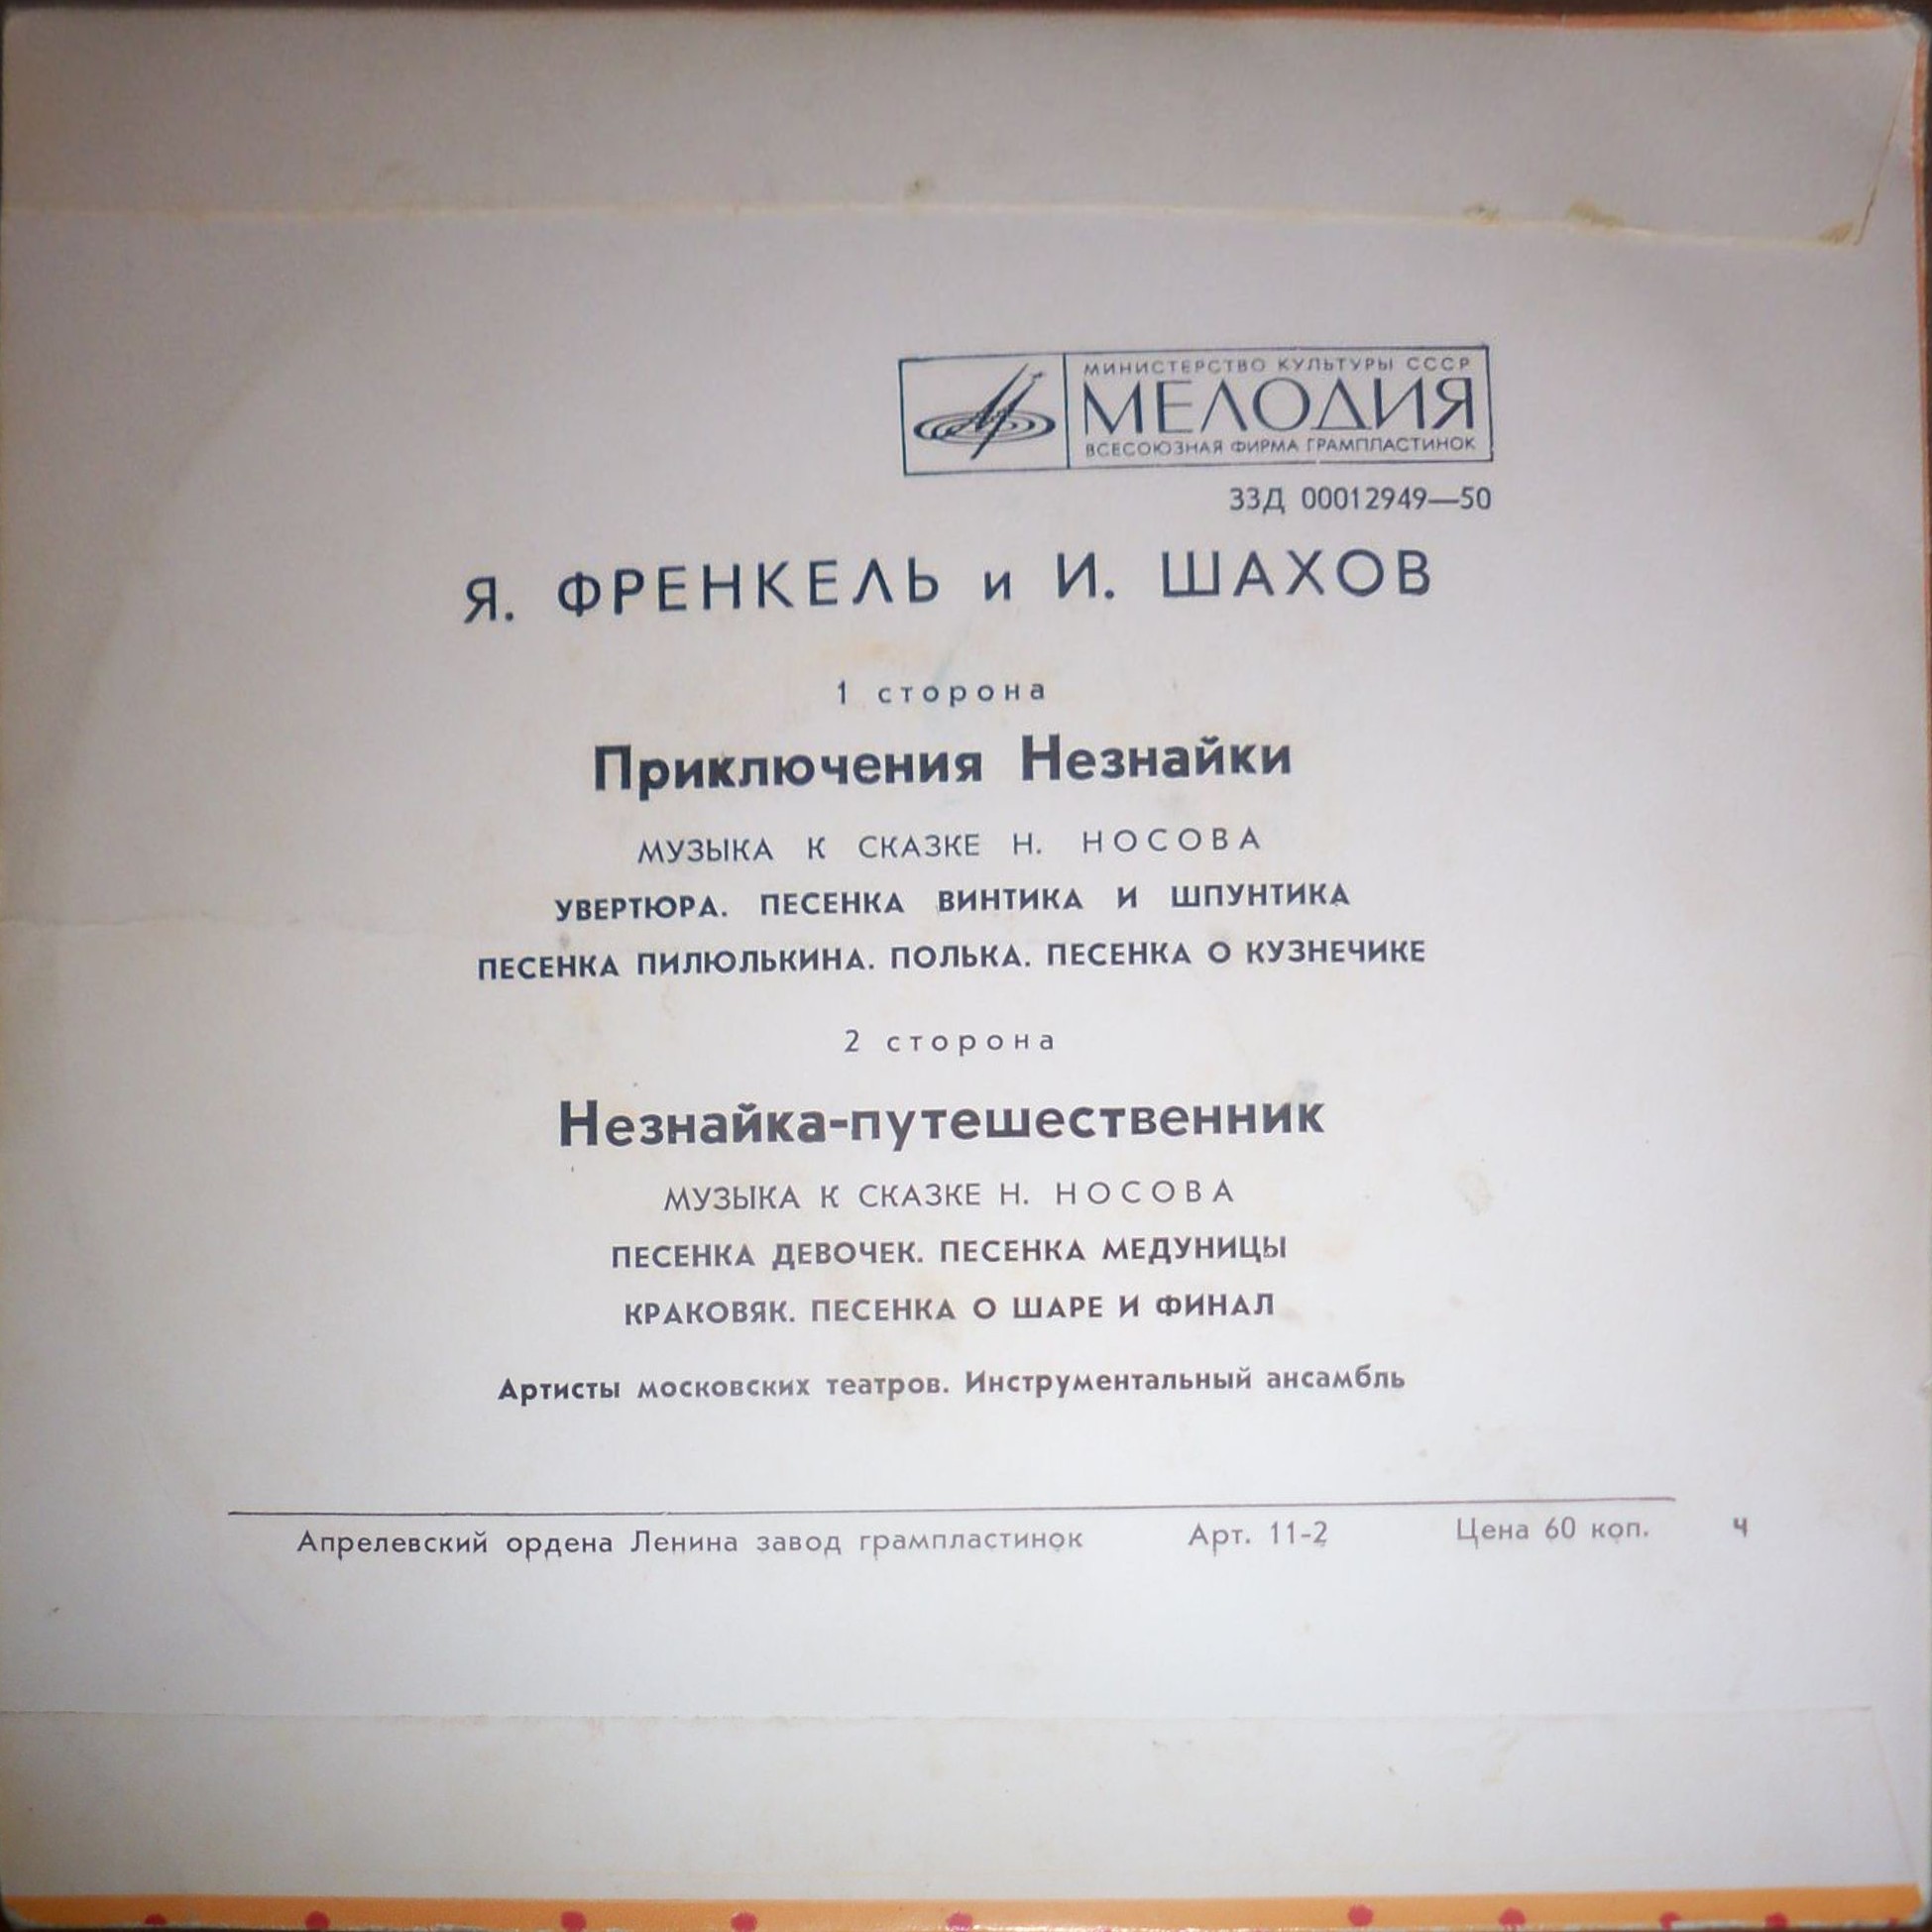 МИНИСТЕРСТВО КУЛЬТУРЫ СССР
МЕЛОДИЯ
ВСЕСОЮЗНАЯ ФИРМА ГРАМПЛАСТИНОК
33Д 00012949—50
Я. ФРЕНКЕЛЬ и И. ШАХОВ
1 сторона
Приключения Незнайки
МУЗЫКА К СКАЗКЕ Н. НОСОВА
УВЕРТЮРА. ПЕСЕНКА ВИНТИКА И ШПУНТИКА
ПЕСЕНКА ПИЛЮЛЬКИНА. ПОЛЬКА. ПЕСЕНКА О КУЗНЕЧИКЕ
2 сторона
Незнайка-путешественник
МУЗЫКА К СКАЗКЕ Н. НОСОВА
ПЕСЕНКА ДЕВОЧЕК. ПЕСЕНКА МЕДУНИЦЫ
КРАКОВЯК. ПЕСЕНКА О ШАРЕ И ФИНАЛ
Артисты московских театров. Инструментальный ансамбль
Апрелевский ордена Ленина завод грампластинок Арт. 11-2 Цена 60 коп. Ч